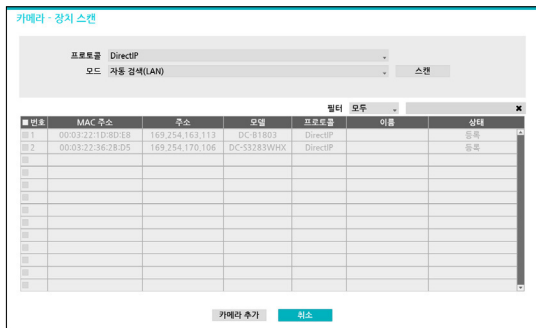 카메라 - 장치 스캔
프로토콜 DirectIP
모드 자동 검색(LAN) 스캔
필터 모두
번호 MAC 주소 주소 모델 프로토콜 이름 상태
1 00:03:22:1D:8D:E8 169,254,163,113 DC-B1803 DirectIP 등록
2 00:03:22:36:2B:D5 169,254,170,106 DC-S3283WHX DirectIP 등록
카메라 추가 취소